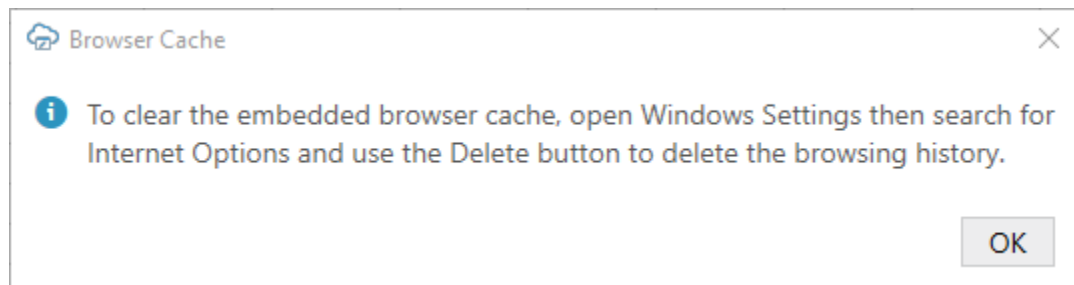 Browser Cache
To clear the embedded browser cache, open Windows Settings then search for
Internet Options and use the Delete button to delete the browsing history.
OK